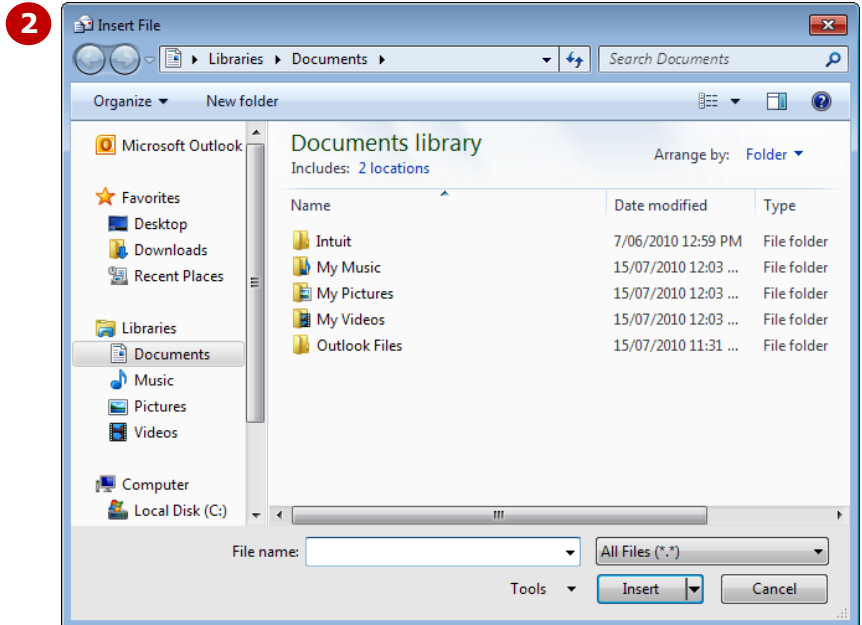 2
Insert File
Libraries Documents
Search Documents
Organize New folder
Microsoft Outlook
Favorites
Desktop
Downloads
Recent Places
Libraries
Documents
Music
Pictures
Videos
Computer
Local Disk (C:)
Documents library
Includes: 2 locations
Arrange by: Folder
Name Date modified Type
Intuit 7/06/2010 12:59 PM File folder
My Music 15/07/2010 12:03 ... File folder
My Pictures 15/07/2010 12:03 ... File folder
My Videos 15/07/2010 12:03 ... File folder
Outlook Files 15/07/2010 11:31 ... File folder
File name: All Files (*.*)
Tools Insert Cancel